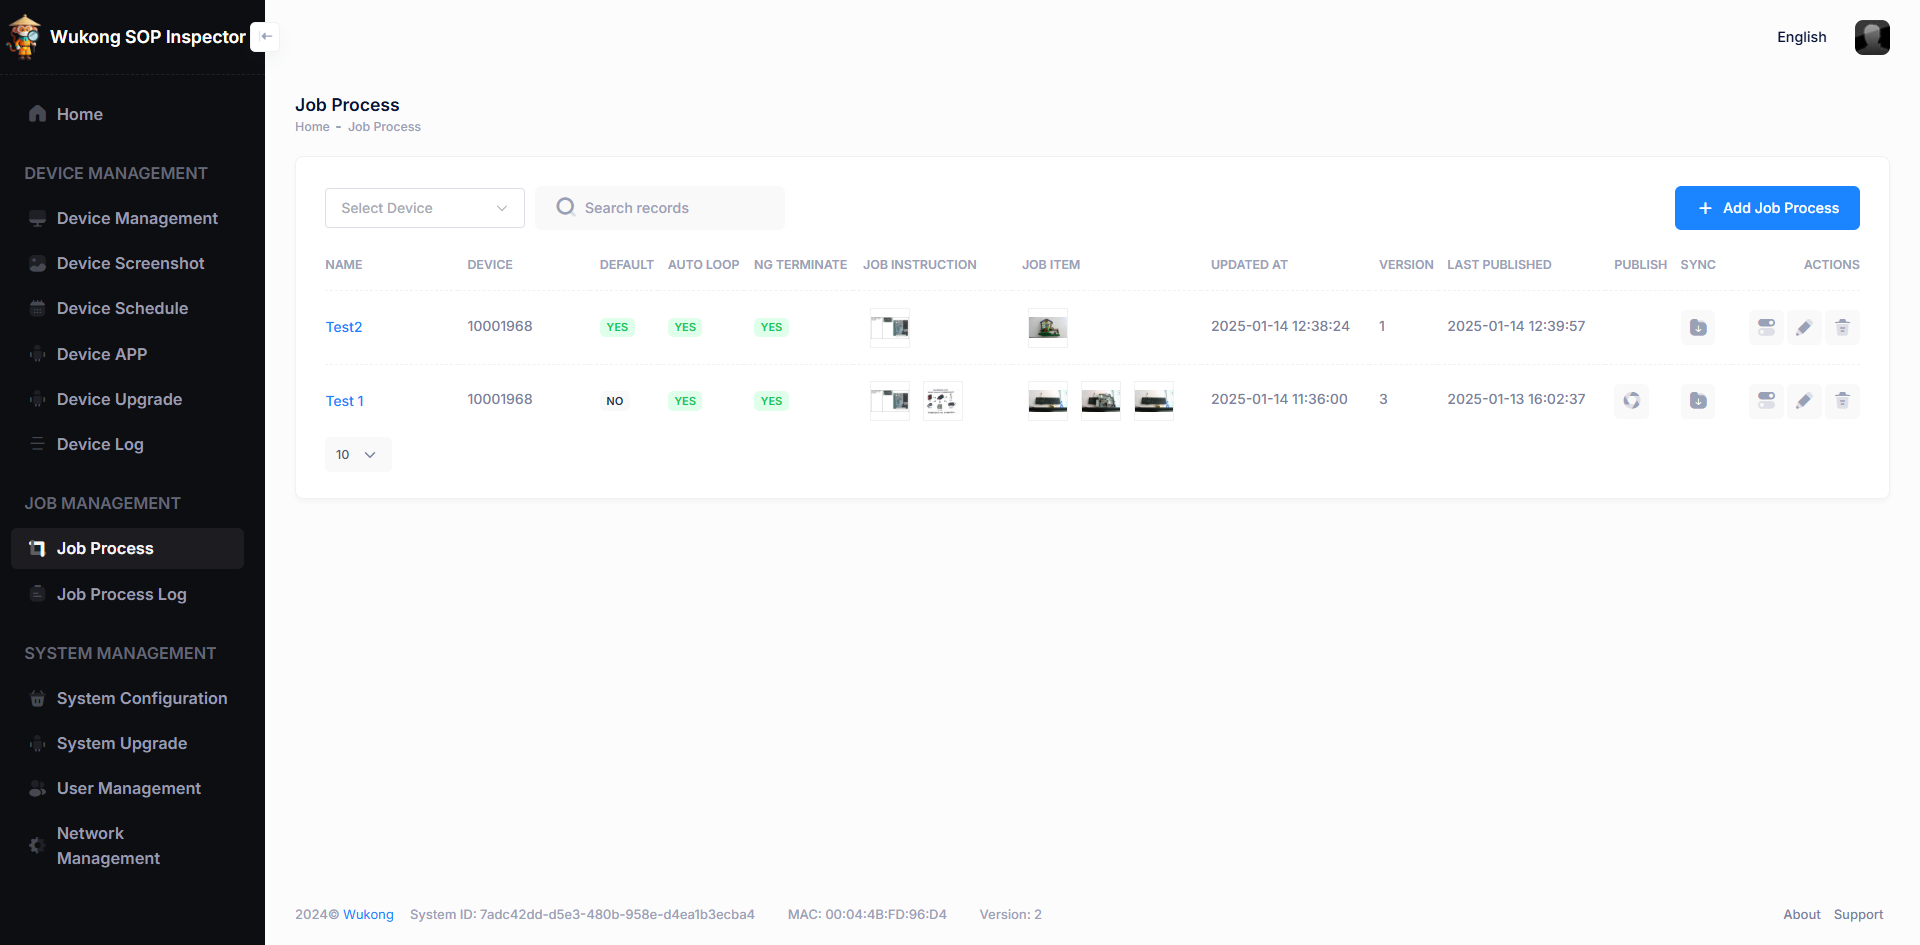 Wukong SOP Inspector
English
Home
DEVICE MANAGEMENT
Device Management
Device Screenshot
Device Schedule
Device APP
Device Upgrade
Device Log
JOB MANAGEMENT
Job Process
Job Process Log
SYSTEM MANAGEMENT
System Configuration
System Upgrade
User Management
Network
Management
Job Process
Home - Job Process
Select Device
Search records
Add Job Process
NAME DEVICE DEFAULT AUTO LOOP NG TERMINATE JOB INSTRUCTION JOB ITEM UPDATED AT VERSION LAST PUBLISHED PUBLISH SYNC ACTIONS
Test2 10001968 YES YES YES 2025-01-14 12:38:24 1 2025-01-14 12:39:57
Test 1 10001968 NO YES YES 2025-01-14 11:36:00 3 2025-01-13 16:02:37
10
2024© Wukong System ID: 7adc42dd-d5e3-480b-958e-d4ea1b3ecba4 MAC: 00:04:4B:FD:96:D4 Version: 2 About Support